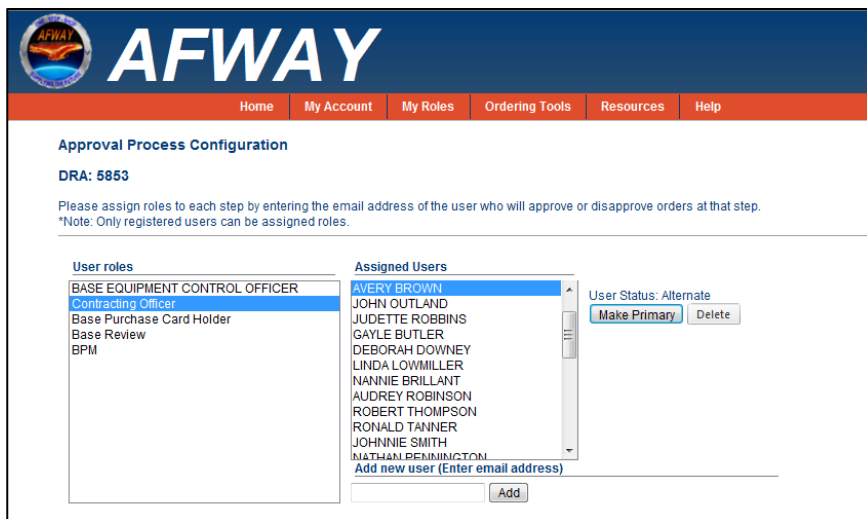 AFWAY
AFWAY
Home My Account My Roles Ordering Tools Resources Help
Approval Process Configuration
DRA: 5853
Please assign roles to each step by entering the email address of the user who will approve or disapprove orders at that step.
*Note: Only registered users can be assigned roles.
User roles
BASE EQUIPMENT CONTROL OFFICER
Contracting Officer
Base Purchase Card Holder
Base Review
BPM
Assigned Users
AVERY BROWN
JOHN OUTLAND
JUDETTE ROBBINS
GAYLE BUTLER
DEBORAH DOWNEY
LINDA LOWMILLER
NANNIE BRILLANT
AUDREY ROBINSON
ROBERT THOMPSON
RONALD TANNER
JOHNNIE SMITH
NATHAN PENNINGTON
User Status: Alternate
Make Primary Delete
Add new user (Enter email address)
Add